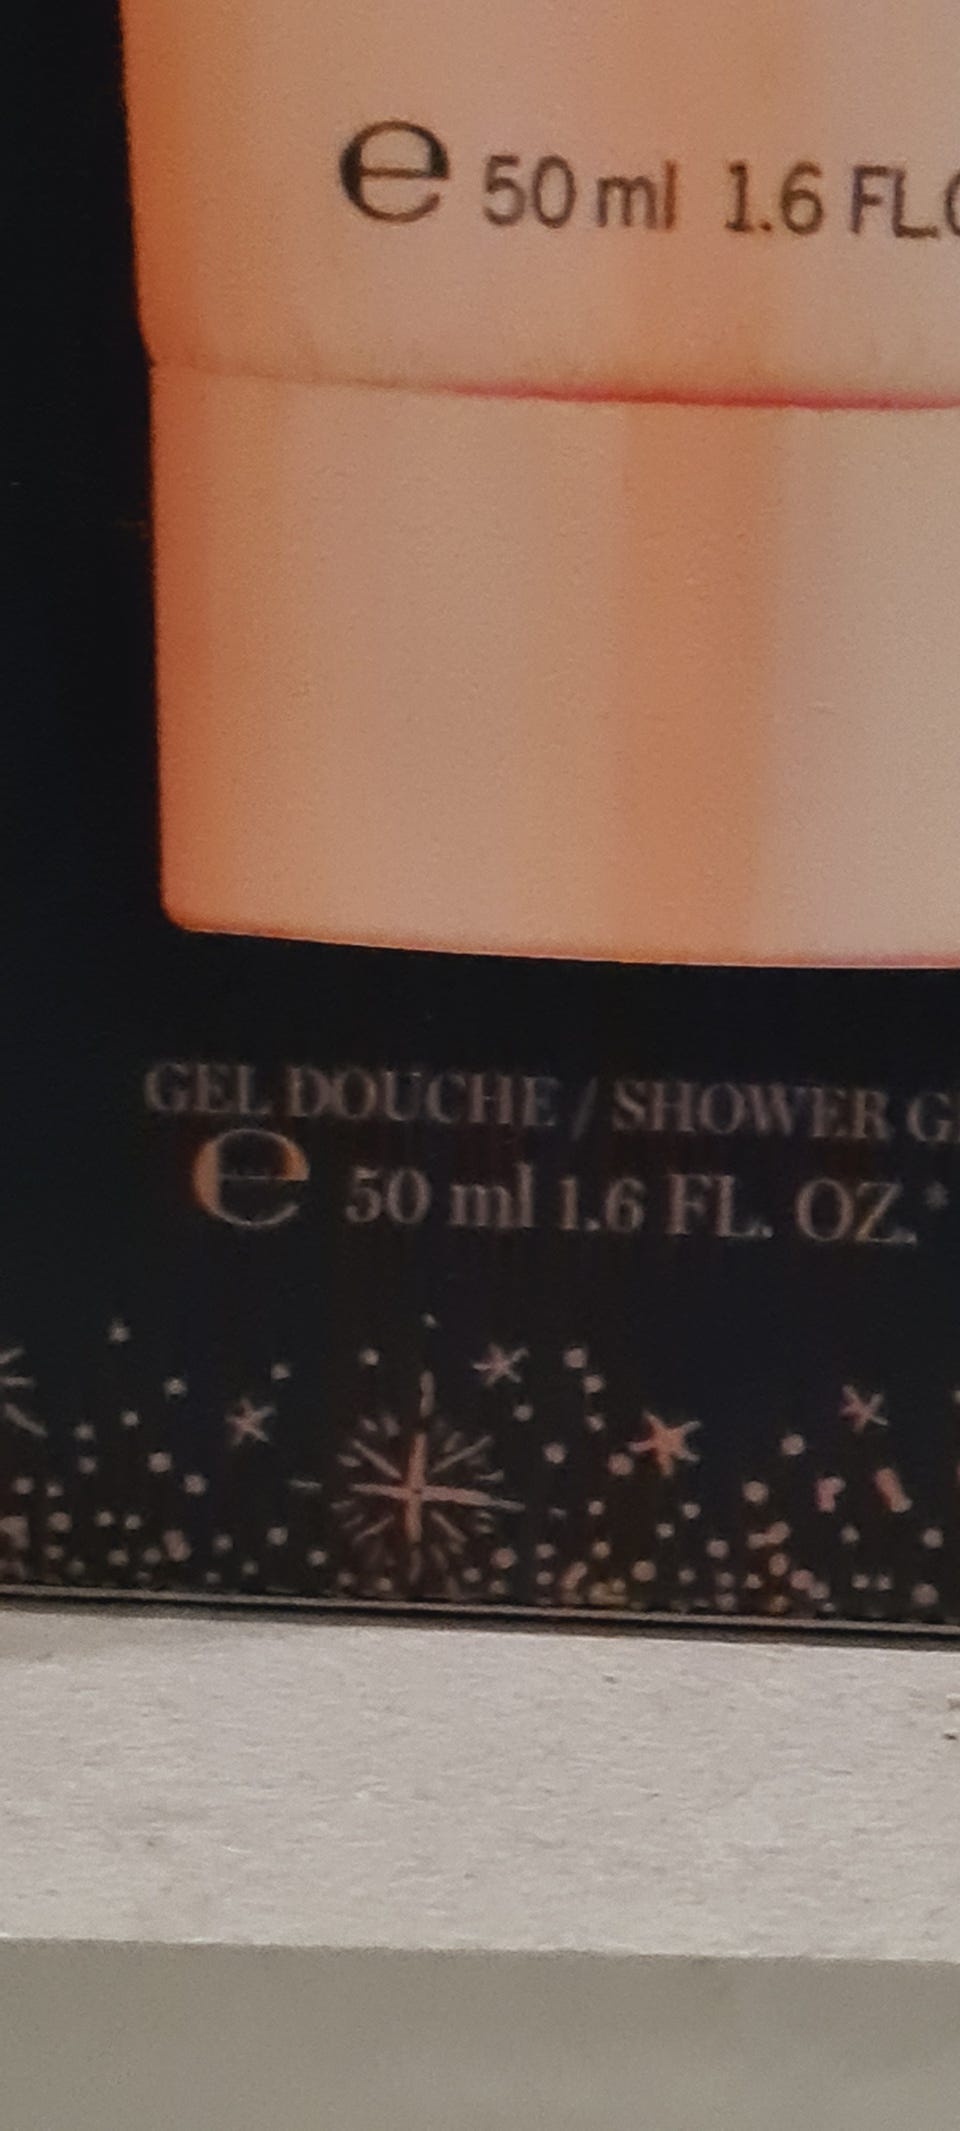 ℮ 50 ml 1.6 FL.
GEL DOUCHE / SHOWER G
℮ 50 ml 1.6 FL. OZ.*